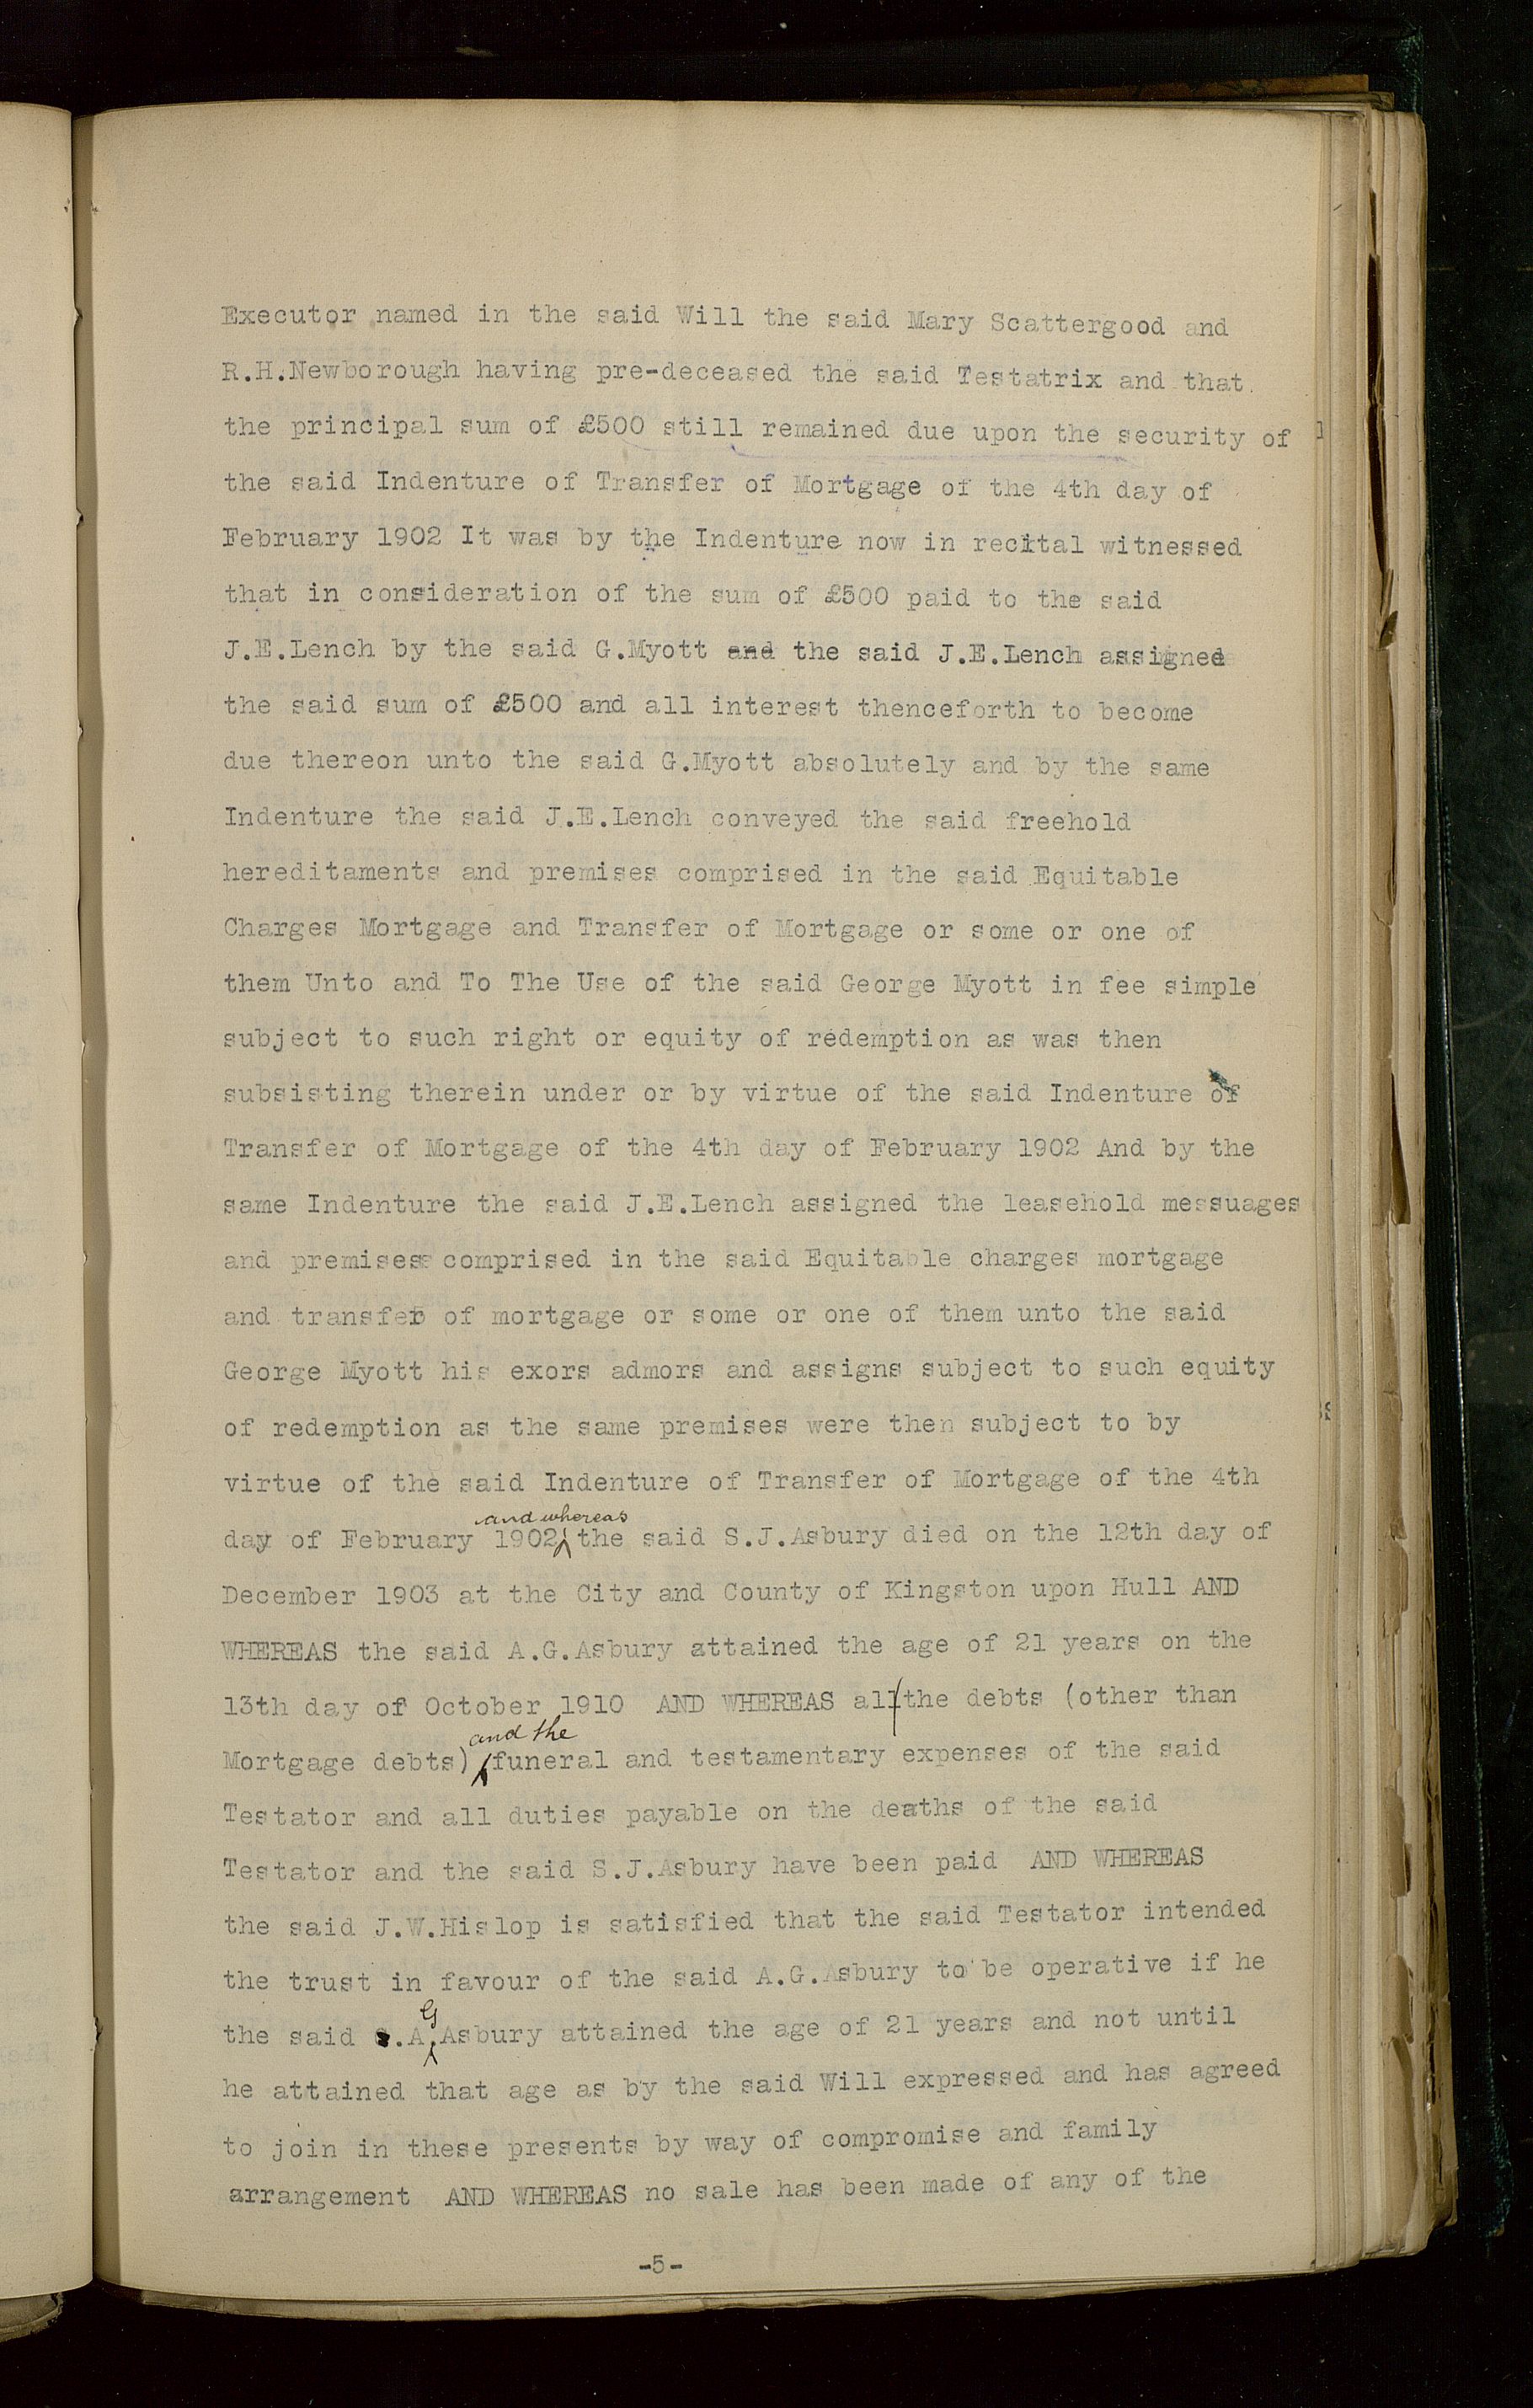 Executor named in the said Will the said Mary Scattergood and
R.H.Newborough having pre-deceased the said Testatrix and that
the principal sum of £500 still remained due upon the security of
the said Indenture of Transfer of Mortgage of the 4th day of
February 1902 It was by the Indenture now in recital witnessed
that in consideration of the sum of £500 paid to the said
J.E.Lench by the said G.Myott and the said J.E.Lench assigned
the said sum of £500 and all interest thenceforth to become
due thereon unto the said G.Myott absolutely and by the same
Indenture the said J.E.Lench conveyed the said freehold
hereditaments and premises comprised in the said Equitable
Charges Mortgage and Transfer of Mortgage or some or one of
them Unto and To The Use of the said George Myott in fee simple
subject to such right or equity of redemption as was then
subsisting therein under or by virtue of the said Indenture of
Transfer of Mortgage of the 4th day of February 1902 And by the
same Indenture the said J.E.Lench assigned the leasehold messuages
and premises comprised in the said Equitable charges mortgage
and transfer of mortgage or some or one of them unto the said
George Myott his exors admors and assigns subject to such equity
of redemption as the same premises were then subject to by
virtue of the said Indenture of Transfer of Mortgage of the 4th
day of February 1902 and whereas the said S.J.Asbury died on the 12th day of
December 1903 at the City and County of Kingston upon Hull AND
WHEREAS the said A.G.Asbury attained the age of 21 years on the
13th day of October 1910 AND WHEREAS all the debts (other than
Mortgage debts) and the funeral and testamentary expenses of the said
Testator and all duties payable on the deaths of the said
Testator and the said S.J.Asbury have been paid AND WHEREAS
the said J.W.Hislop is satisfied that the said Testator intended
the trust in favour of the said A.G.Asbury to be operative if he
the said .A.G Asbury attained the age of 21 years and not until
he attained that age as by the said Will expressed and has agreed
to join in these presents by way of compromise and family
arrangement AND WHEREAS no sale has been made of any of the
-5-